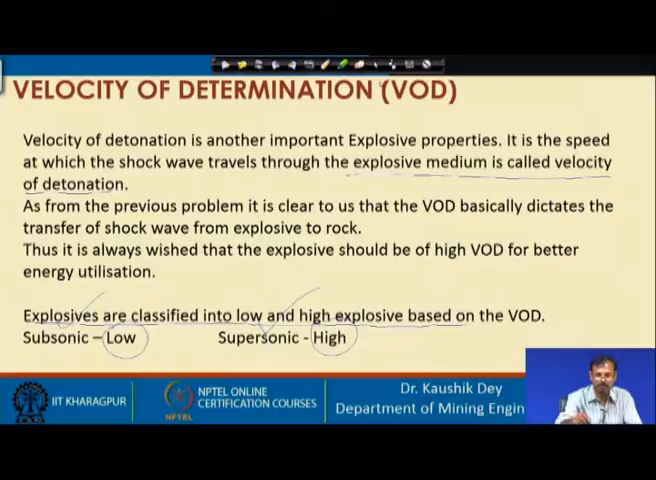 VELOCITY OF DETERMINATION (VOD)
Velocity of detonation is another important Explosive properties. It is the speed
at which the shock wave travels through the explosive medium is called velocity
of detonation.
As from the previous problem it is clear to us that the VOD basically dictates the
transfer of shock wave from explosive to rock.
Thus it is always wished that the explosive should be of high VOD for better
energy utilisation.
Explosives are classified into low and high explosive based on the VOD.
Subsonic – Low Supersonic - High
IIT KHARAGPUR
NPTEL
NPTEL ONLINE
CERTIFICATION COURSES
Dr. Kaushik Dey
Department of Mining Engin